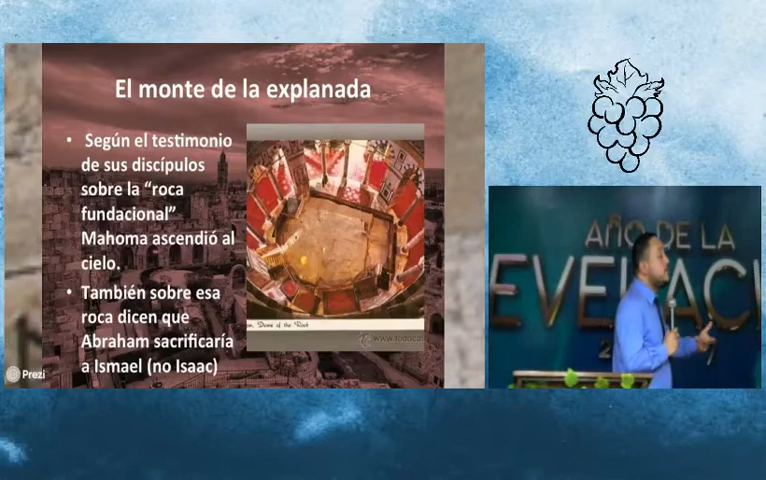 El monte de la explanada
• Según el testimonio
de sus discípulos
sobre la “roca
fundacional”
Mahoma ascendió al
cielo.
• También sobre esa
roca dicen que
Abraham sacrificaría
a Ismael (no Isaac)
Dome of the Rock
Prezi
AÑO DE LA
EVELACI
2